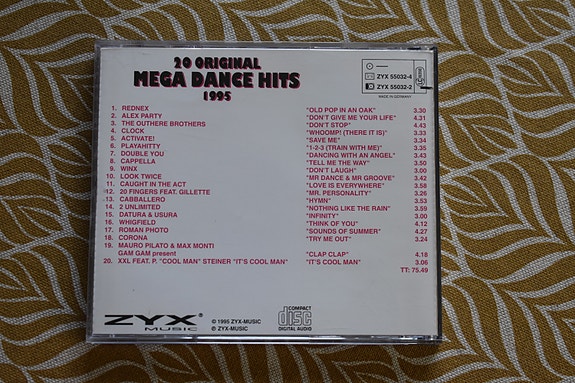 20 ORIGINAL
MEGA DANCE HITS
1995
ZYX 55032-4
ZYX 55032-2
MADE IN GERMANY
1. REDNEX "OLD POP IN AN OAK" 3.30
2. ALEX PARTY "DON'T GIVE ME YOUR LIFE" 4.31
3. THE OUTHERE BROTHERS "DON'T STOP" 4.43
4. CLOCK "WHOOMP! (THERE IT IS)" 3.33
5. ACTIVATE! "SAVE ME" 3.34
6. PLAYAHITTY "1-2-3 (TRAIN WITH ME)" 3.35
7. DOUBLE YOU "DANCING WITH AN ANGEL" 3.43
8. CAPPELLA "TELL ME THE WAY" 3.50
9. WINX "DON'T LAUGH" 3.00
10. LOOK TWICE "MR DANCE & MR GROOVE" 3.42
11. CAUGHT IN THE ACT "LOVE IS EVERYWHERE" 3.58
12. 20 FINGERS FEAT. GILLETTE "MR. PERSONALITY" 3.26
13. CABBALLERO "HYMN" 3.53
14. 2 UNLIMITED "NOTHING LIKE THE RAIN" 3.59
15. DATURA & USURA "INFINITY" 3.00
16. WHIGFIELD "THINK OF YOU" 4.12
17. ROMAN PHOTO "SOUNDS OF SUMMER" 4.27
18. CORONA "TRY ME OUT" 3.24
19. MAURO PILATO & MAX MONTI
GAM GAM present "CLAP CLAP" 4.18
20. XXL FEAT. P. "COOL MAN" STEINER "IT'S COOL MAN" "IT'S COOL MAN" 3.06
TT: 75.49
ZYX®
MUSIC
© 1995 ZYX-MUSIC
℗ ZYX-MUSIC
COMPACT
disc
DIGITAL AUDIO